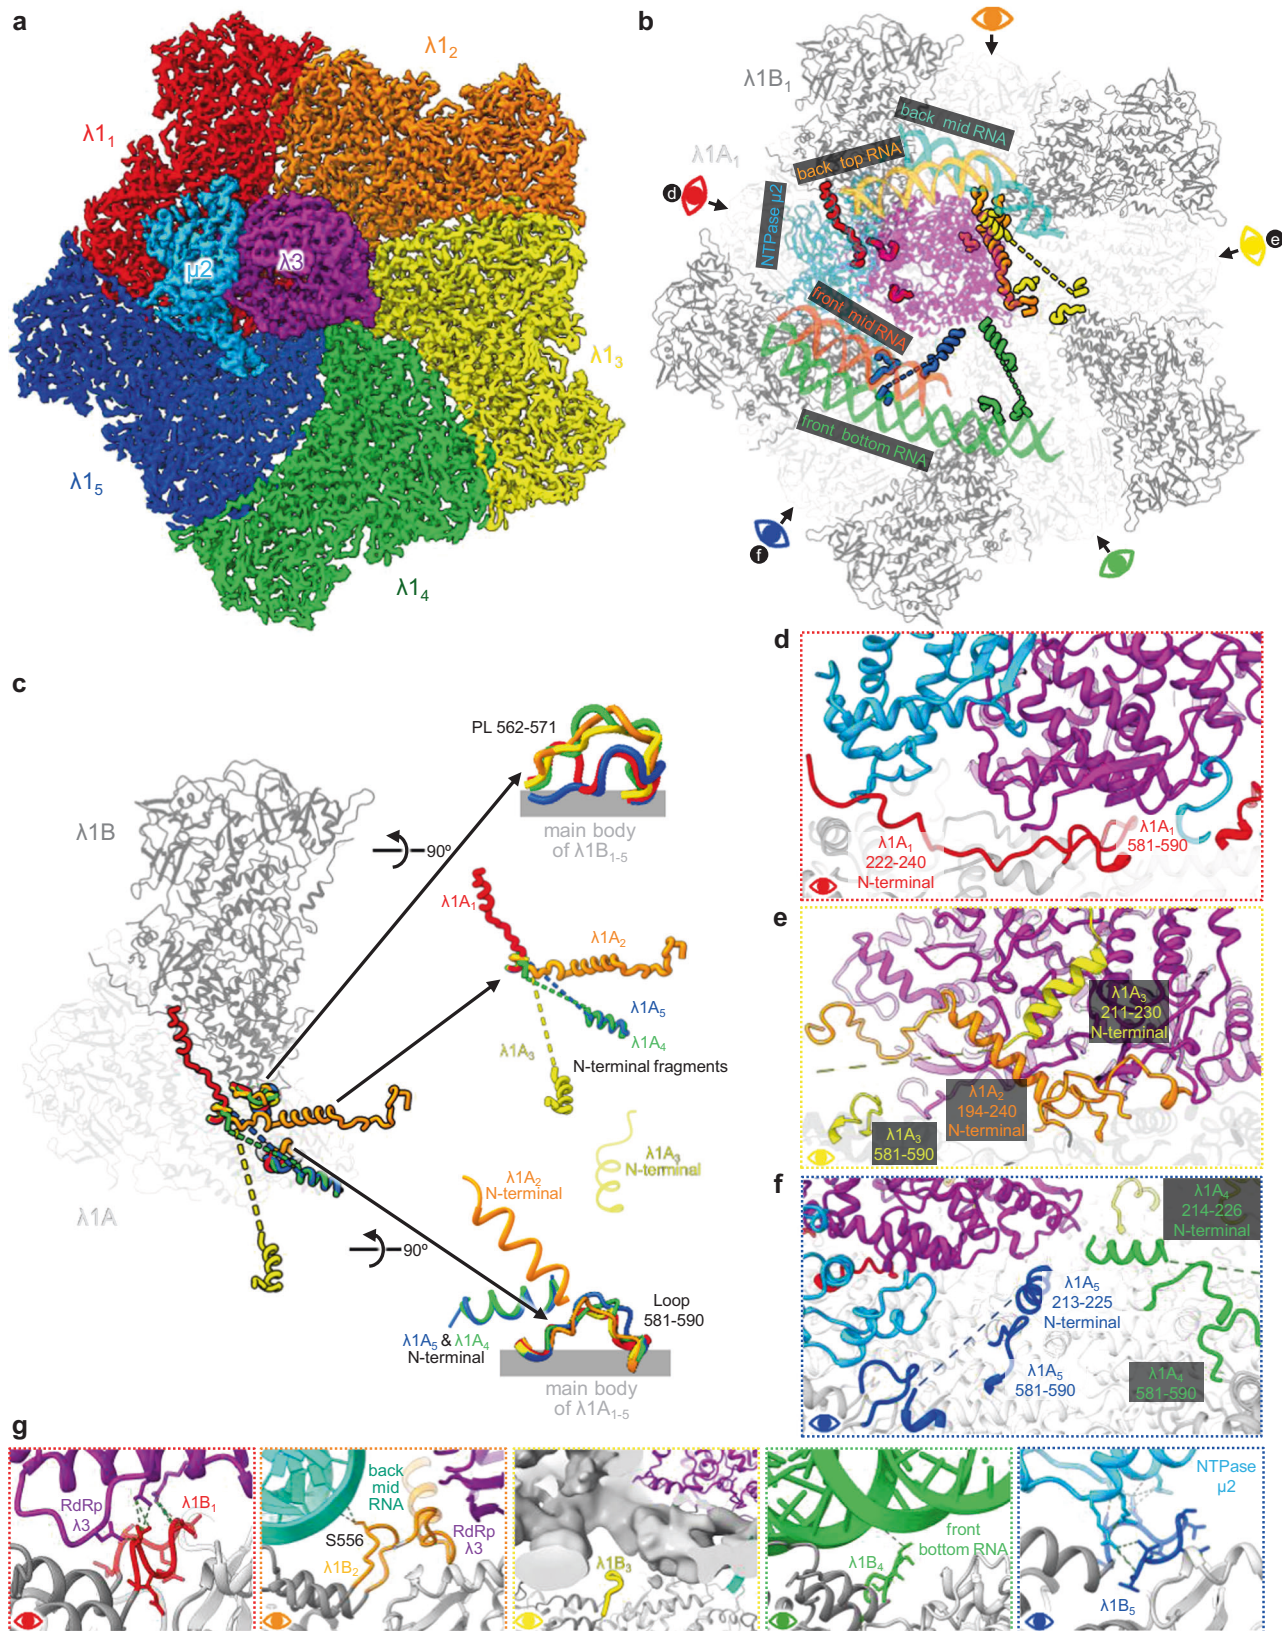 a
λ1₂
λ1₁
μ2
λ3
λ1₃
λ1₅
λ1₄
b
λ1B₁
back mid RNA
λ1A₁
back top RNA
d
NTPase μ2
e
front mid RNA
front bottom RNA
f
c
PL 562-571
λ1B
90º
main body
of λ1B₁₋₅
λ1A₁
λ1A₂
λ1A₅
λ1A₃
λ1A₄
N-terminal fragments
λ1A
λ1A₃
N-terminal
λ1A₂
N-terminal
90º
Loop
581-590
λ1A₅ & λ1A₄
N-terminal
main body
of λ1A₁₋₅
d
λ1A₁
222-240
N-terminal
λ1A₁
581-590
e
λ1A₃
211-230
N-terminal
λ1A₂
194-240
N-terminal
λ1A₃
581-590
f
λ1A₄
214-226
N-terminal
λ1A₅
213-225
N-terminal
λ1A₅
581-590
λ1A₄
581-590
g
RdRp
λ3
λ1B₁
back
mid
RNA
S556
λ1B₂
RdRp
λ3
λ1B₃
front
bottom RNA
λ1B₄
NTPase
μ2
λ1B₅